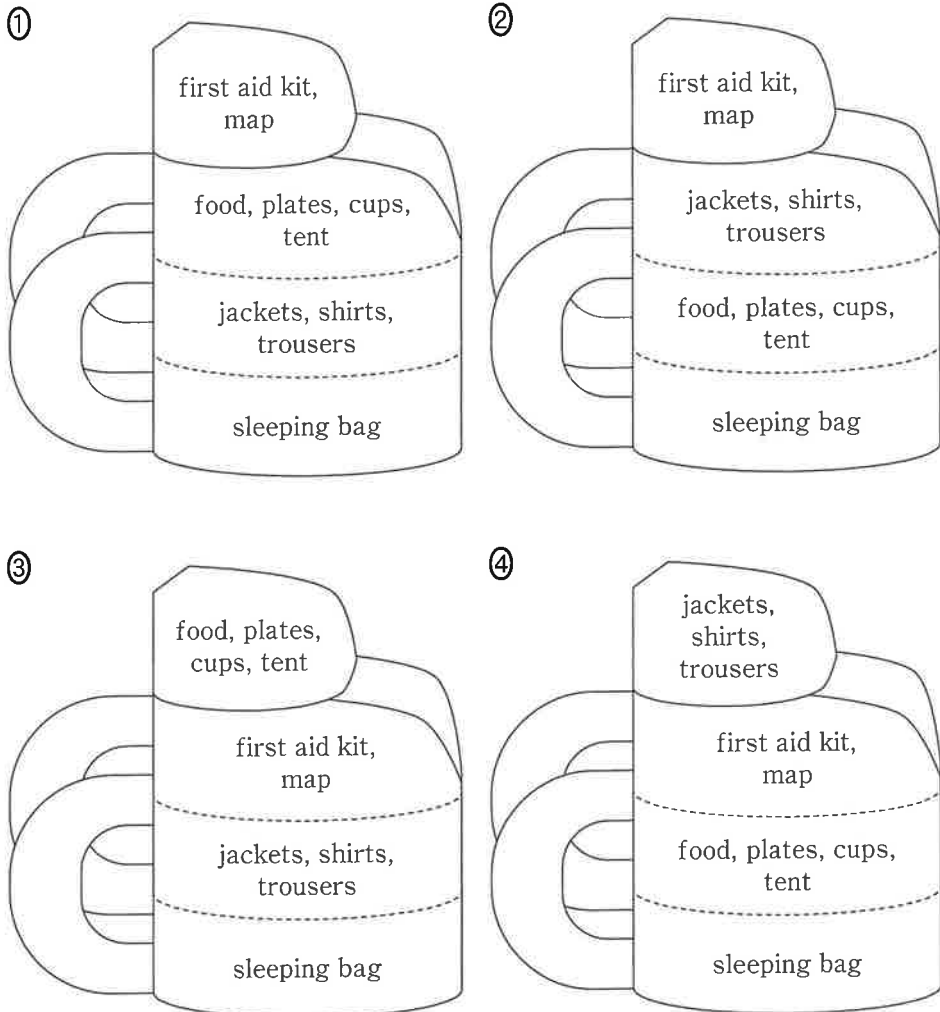 ①
first aid kit,
map
food, plates, cups,
tent
jackets, shirts,
trousers
sleeping bag
②
first aid kit,
map
jackets, shirts,
trousers
food, plates, cups,
tent
sleeping bag
③
food, plates,
cups, tent
first aid kit,
map
jackets, shirts,
trousers
sleeping bag
④
jackets,
shirts,
trousers
first aid kit,
map
food, plates, cups,
tent
sleeping bag